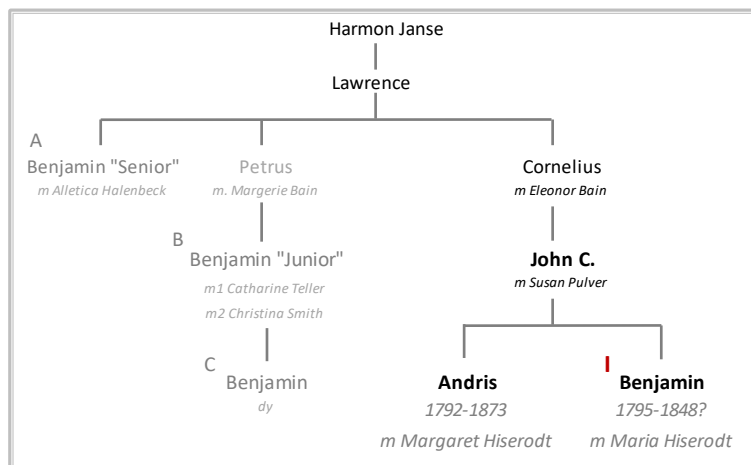 Harmon Janse
Lawrence
A
Benjamin "Senior"
m Alletica Halenbeck
Petrus
m. Margerie Bain
Cornelius
m Eleonor Bain
B
Benjamin "Junior"
m1 Catharine Teller
m2 Christina Smith
John C.
m Susan Pulver
C
Benjamin
dy
Andris
1792-1873
m Margaret Hiserodt
I
Benjamin
1795-1848?
m Maria Hiserodt